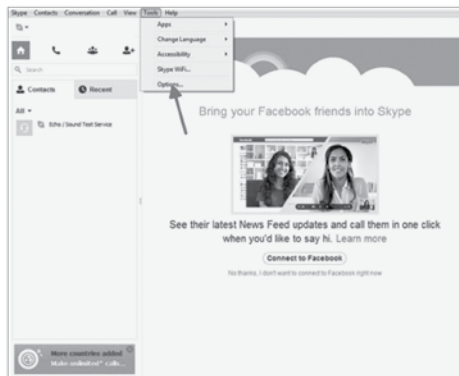 Skype Contacts Conversation Call View Tools Help
Apps
Change Language
Accessibility
Skype WiFi...
Options...
Search
Contacts Recent
All
Echo / Sound Test Service
Bring your Facebook friends into Skype
See their latest News Feed updates and call them in one click
when you'd like to say hi. Learn more
Connect to Facebook
No thanks, I don't want to connect to Facebook right now
More countries added
Make unlimited* calls...